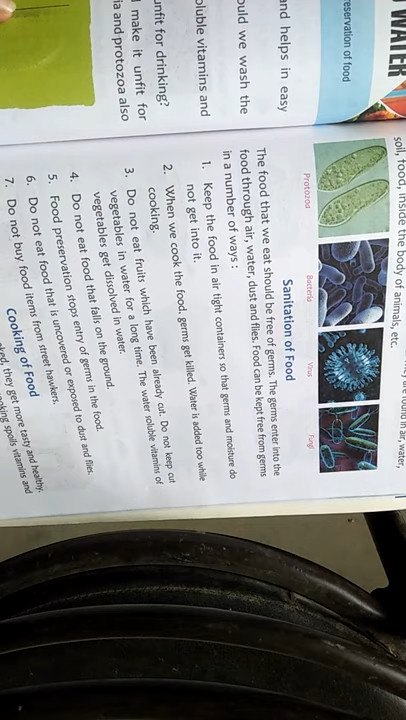 WATER
reservation of food
and helps in easy
ould we wash the
oluble vitamins and
unfit for drinking?
l make it unfit for
ia and protozoa also
are found in air, water,
soil, food, inside the body of animals, etc.
Protozoa
Bacteria
Virus
Fungi
Sanitation of Food
The food that we eat should be free of germs. The germs enter into the
food through air, water, dust and flies. Food can be kept free from germs
in a number of ways :
1. Keep the food in air tight containers so that germs and moisture do
not get into it.
2. When we cook the food, germs get killed. Water is added too while
cooking.
3. Do not eat fruits which have been already cut. Do not keep cut
vegetables in water for a long time. The water soluble vitamins of
vegetables get dissolved in water.
4. Do not eat food that falls on the ground.
5. Food preservation stops entry of germs in the food.
6. Do not eat food that is uncovered or exposed to dust and flies.
7. Do not buy food items from street hawkers.
Cooking of Food
they get more tasty and healthy.
spoils vitamins and